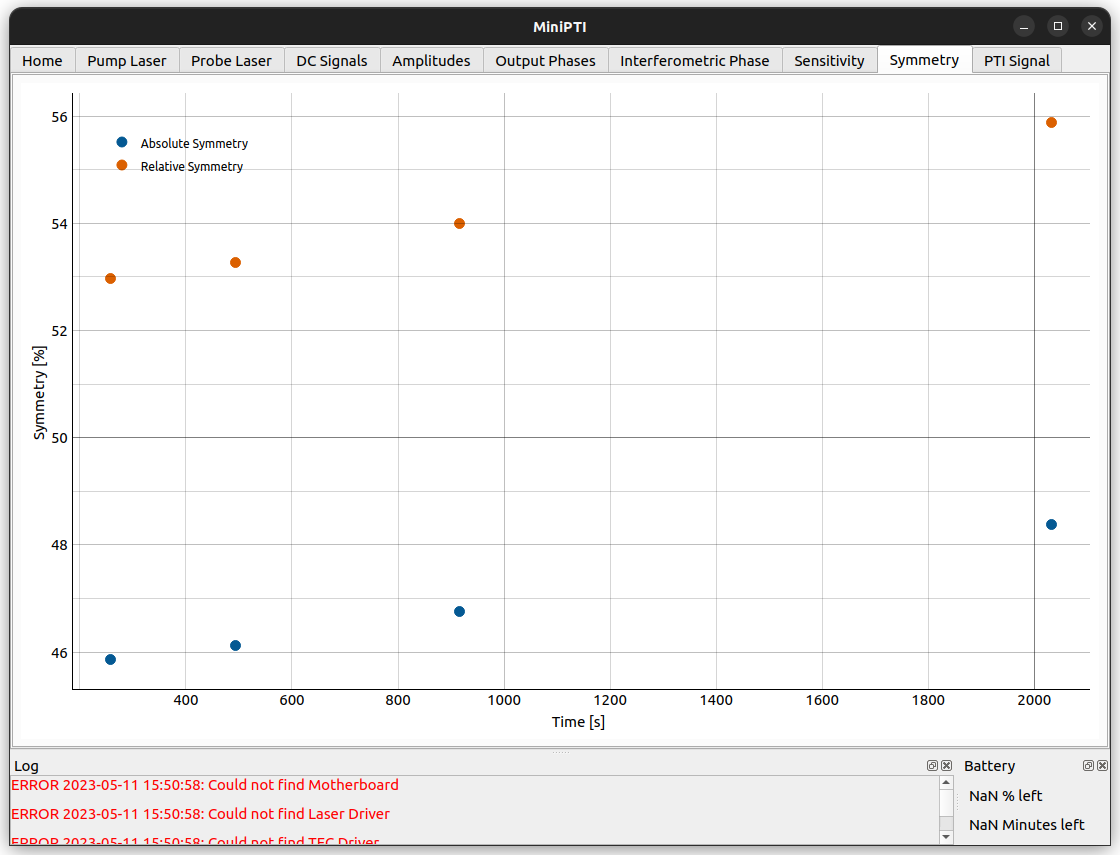 MiniPTI
Home Pump Laser Probe Laser DC Signals Amplitudes Output Phases Interferometric Phase Sensitivity Symmetry PTI Signal
56
Absolute Symmetry
Relative Symmetry
54
52
Symmetry [%]
50
48
46
400 600 800 1000 1200 1400 1600 1800 2000
Time [s]
Log
ERROR 2023-05-11 15:50:58: Could not find Motherboard
ERROR 2023-05-11 15:50:58: Could not find Laser Driver
ERROR 2023-05-11 15:50:58: Could not find TEC Driver
Battery
NaN % left
NaN Minutes left